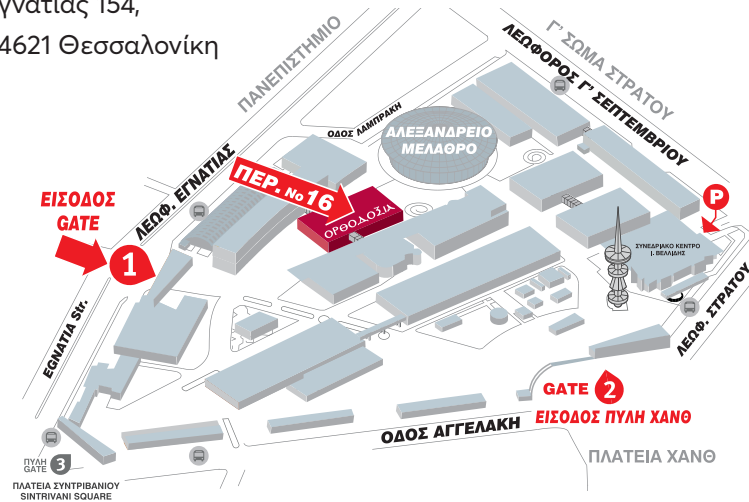 γνατίας 154,
4621 Θεσσαλονίκη
ΠΑΝΕΠΙΣΤΗΜΙΟ
Γ' ΣΩΜΑ ΣΤΡΑΤΟΥ
ΛΕΩΦΟΡΟΣ Γ' ΣΕΠΤΕΜΒΡΙΟΥ
ΟΔΟΣ ΛΑΜΠΡΑΚΗ
ΑΛΕΞΑΝΔΡΕΙΟ
ΜΕΛΑΘΡΟ
ΛΕΩΦ. ΕΓΝΑΤΙΑΣ
ΠΕΡ. Νο 16
ΟΡΘΟΔΟΞΙΑ
ΕΙΣΟΔΟΣ
GATE
1
P
ΣΥΝΕΔΡΙΑΚΟ ΚΕΝΤΡΟ
Ι. ΒΕΛΛΙΔΗΣ
EGNATIA Str.
ΛΕΩΦ. ΣΤΡΑΤΟΥ
GATE 2
ΕΙΣΟΔΟΣ ΠΥΛΗ ΧΑΝΘ
ΟΔΟΣ ΑΓΓΕΛΑΚΗ
ΠΛΑΤΕΙΑ ΧΑΝΘ
ΠΥΛΗ
GATE 3
ΠΛΑΤΕΙΑ ΣΥΝΤΡΙΒΑΝΙΟΥ
SINTRIVANI SQUARE